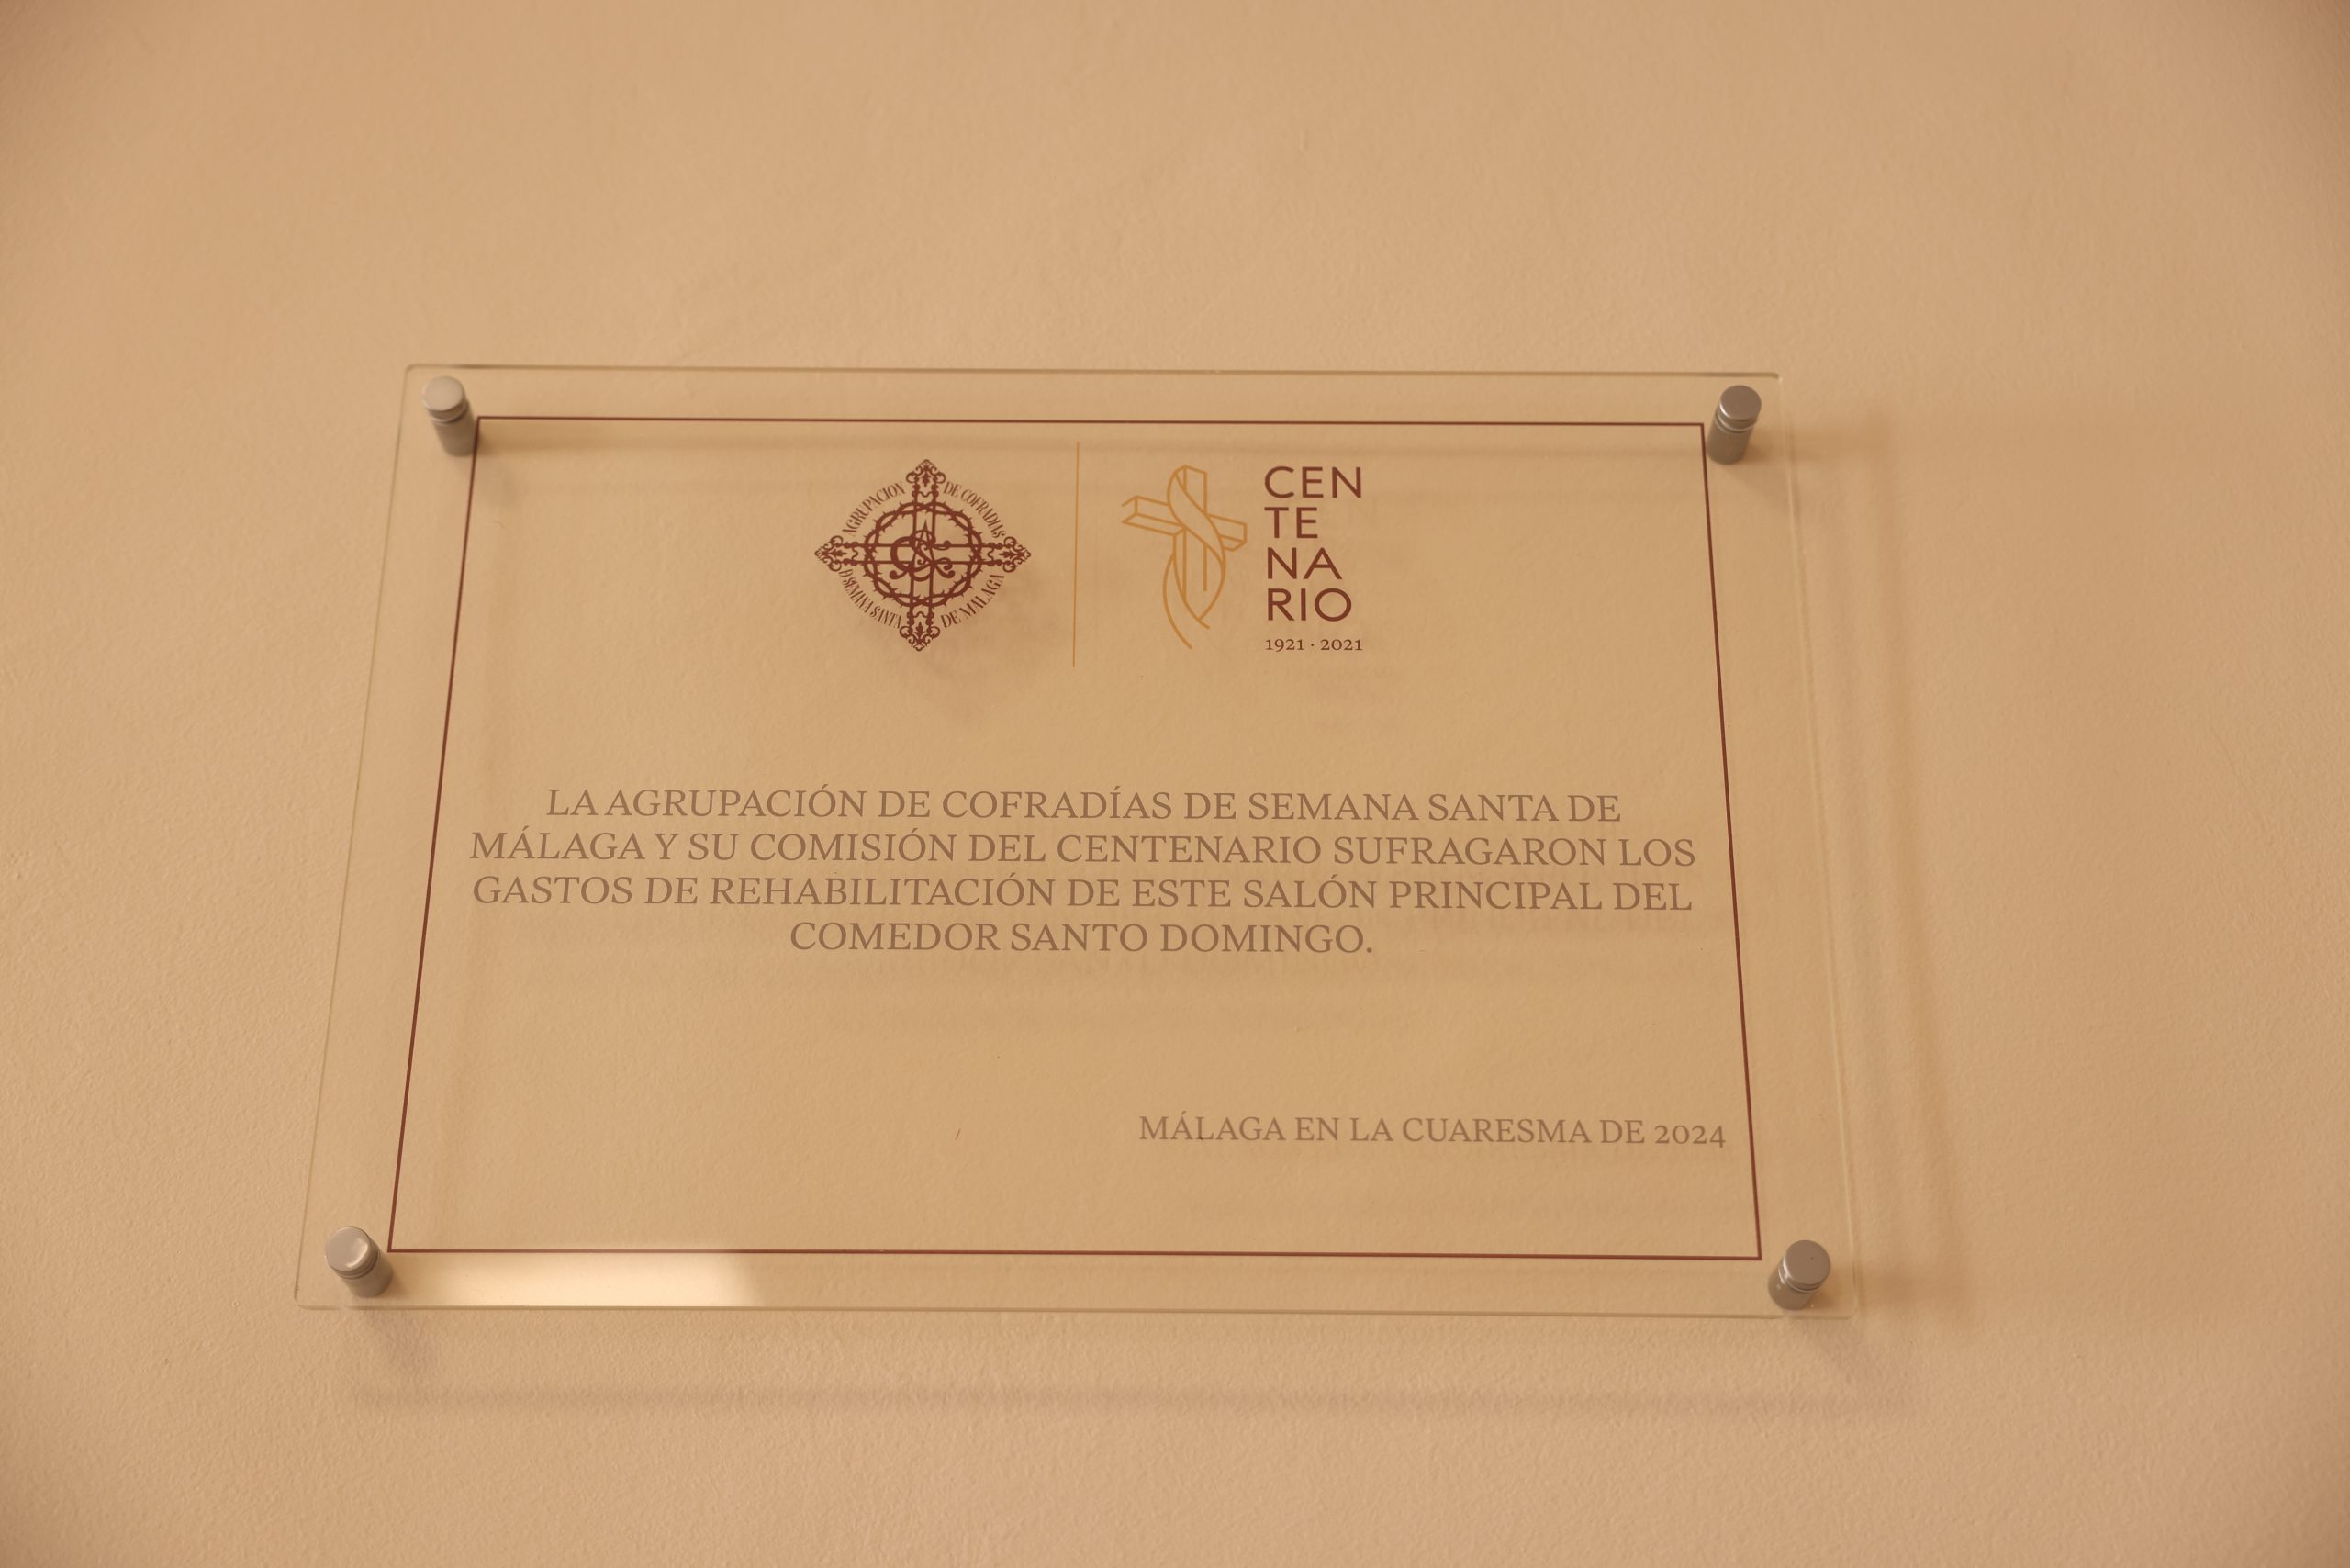 AGRUPACION DE COFRADIAS
D SEMANA SANTA DE MALAGA
CEN
TE
NA
RIO
1921 · 2021
LA AGRUPACIÓN DE COFRADÍAS DE SEMANA SANTA DE
MÁLAGA Y SU COMISIÓN DEL CENTENARIO SUFRAGARON LOS
GASTOS DE REHABILITACIÓN DE ESTE SALÓN PRINCIPAL DEL
COMEDOR SANTO DOMINGO.
MÁLAGA EN LA CUARESMA DE 2024